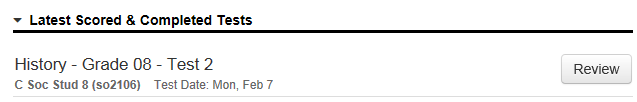 Latest Scored & Completed Tests
History - Grade 08 - Test 2
Review
C Soc Stud 8 (so2106) Test Date: Mon, Feb 7